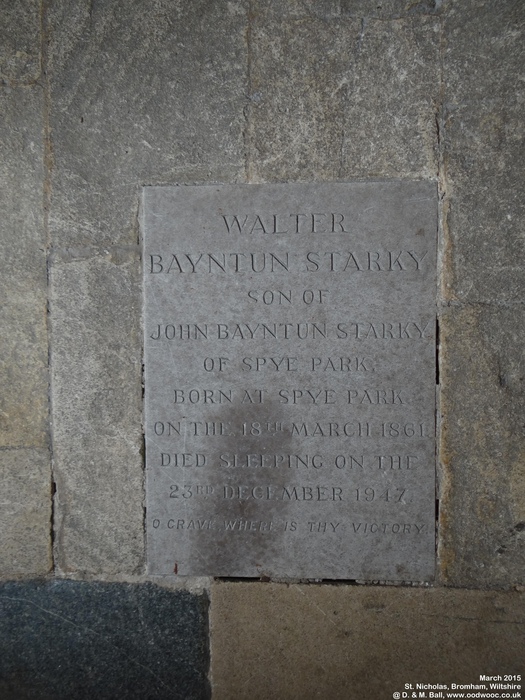 WALTER
BAYNTUN STARKY
SON OF
JOHN BAYNTUN STARKY
OF SPYE PARK.
BORN AT SPYE PARK.
ON THE 18TH MARCH 1861
DIED SLEEPING ON THE
23RD DECEMBER 1947.
O GRAVE WHERE IS THY VICTORY
March 2015
St. Nicholas, Bromham, Wiltshire
@ D. & M. Ball, www.oodwooc.co.uk